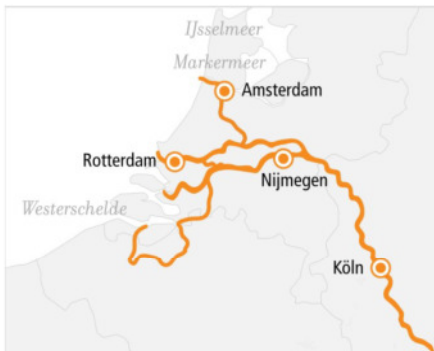 IJsselmeer
Markermeer
Amsterdam
Rotterdam
Nijmegen
Westerschelde
Köln